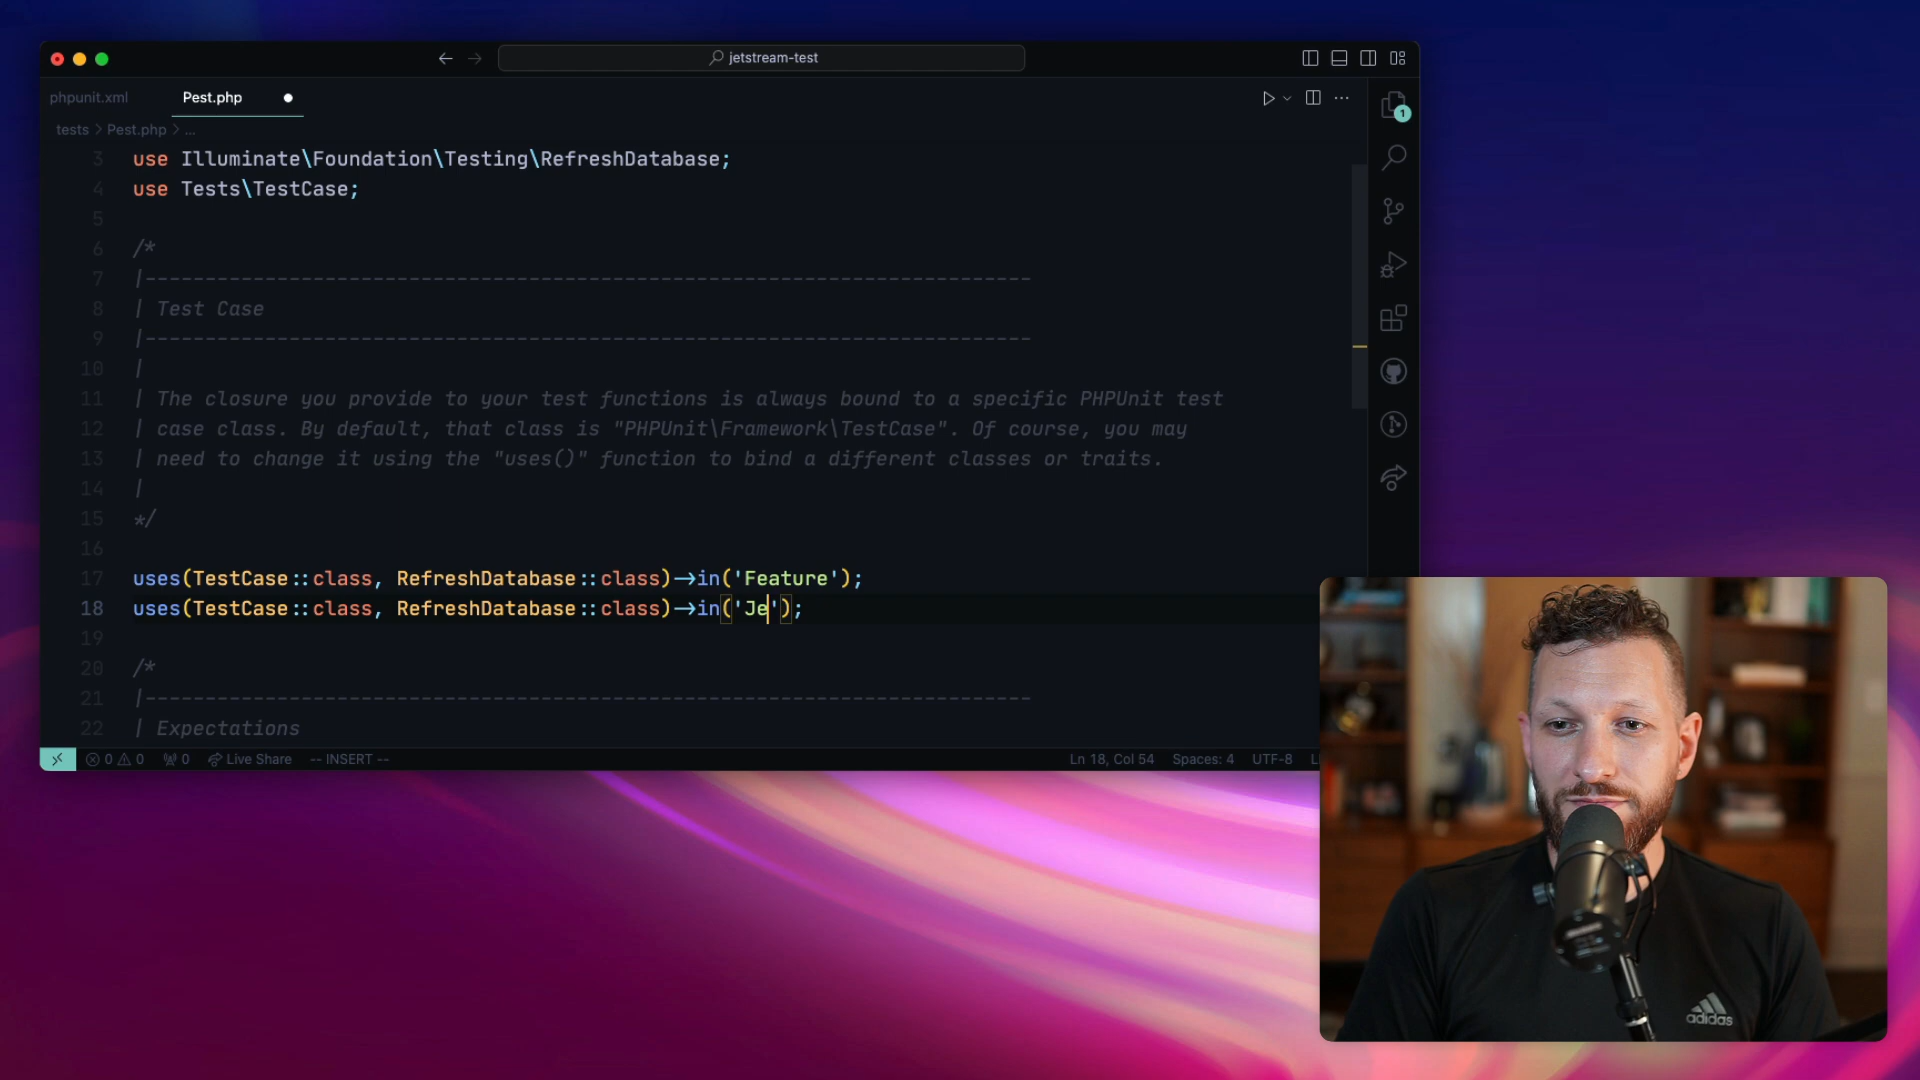 jetstream-test
phpunit.xml
Pest.php
tests > Pest.php > ...
1
3 use Illuminate\Foundation\Testing\RefreshDatabase;
4 use Tests\TestCase;
5
6 /*
7 |--------------------------------------------------------------------------
8 | Test Case
9 |--------------------------------------------------------------------------
10 |
11 | The closure you provide to your test functions is always bound to a specific PHPUnit test
12 | case class. By default, that class is "PHPUnit\Framework\TestCase". Of course, you may
13 | need to change it using the "uses()" function to bind a different classes or traits.
14 |
15 */
16
17 uses(TestCase::class, RefreshDatabase::class)->in('Feature');
18 uses(TestCase::class, RefreshDatabase::class)->in('Je');
19
20 /*
21 |--------------------------------------------------------------------------
22 | Expectations
0 0 0 Live Share -- INSERT -- Ln 18, Col 54 Spaces: 4 UTF-8
adidas